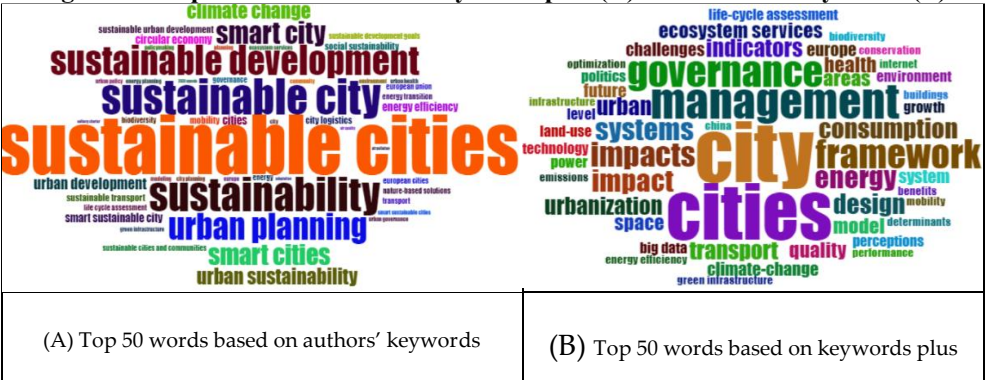 climate change
sustainable urban development smart city sustainable development goals
circular economy social sustainability
sustainable development
governance
sustainable city european union
energy transition
energy efficiency
biodiversity mobility cities city city logistics
sustainable cities
urban development energy european cities
sustainability nature-based solutions
sustainable transport transport
life cycle assessment
smart sustainable city smart sustainable cities
urban planning urban governance
green infrastructure
sustainable cities and communities
smart cities
urban sustainability
life-cycle assessment
ecosystem services biodiversity
challenges indicators europe conservation
optimization health internet
politics governance areas environment
future
infrastructure urban management buildings
level growth
land-use systems china consumption
technology impacts city framework
power
emissions impact energy system
benefits
urbanization cities design mobility
space model determinants
big data transport quality perceptions
energy efficiency performance
climate-change
green infrastructure
(A) Top 50 words based on authors’ keywords
(B) Top 50 words based on keywords plus